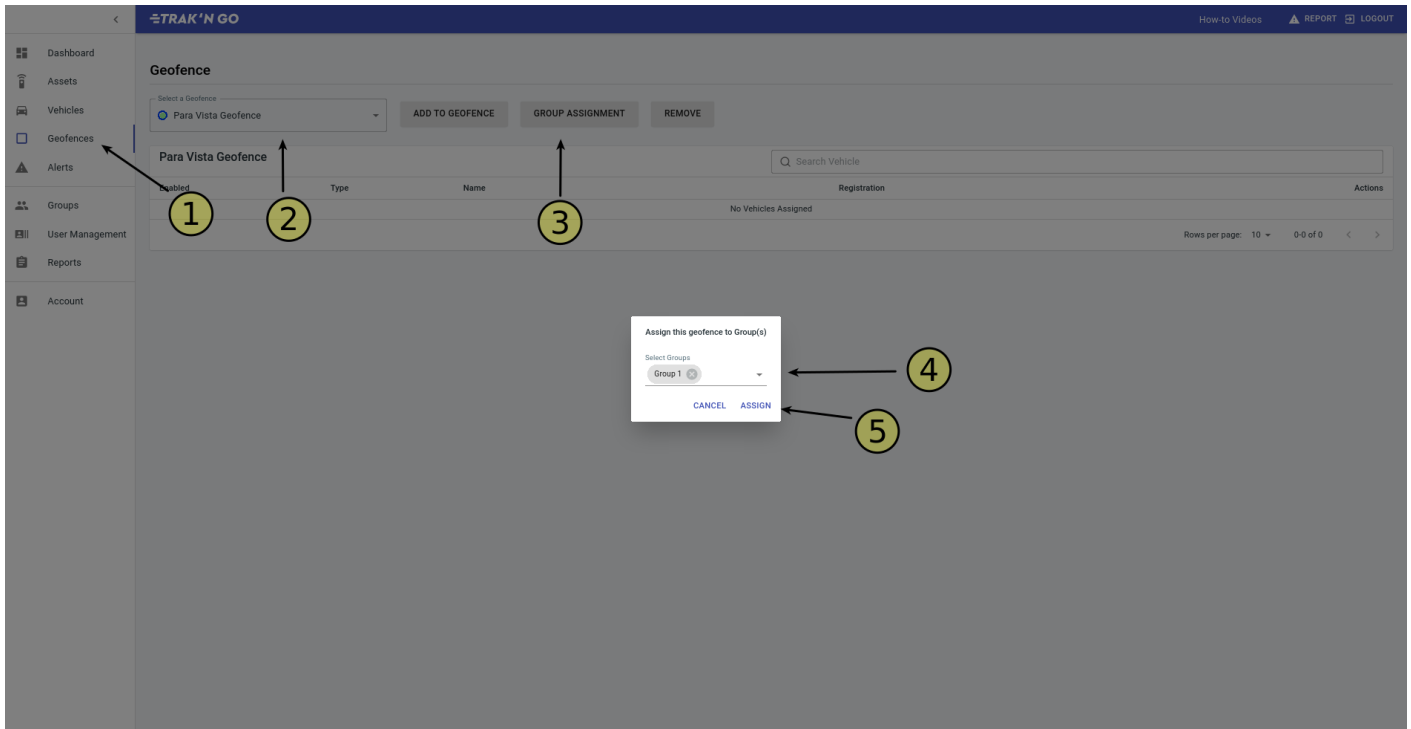 TRAK'N GO
How-to Videos
REPORT
LOGOUT
Dashboard
Assets
Vehicles
Geofences
Alerts
Groups
User Management
Reports
Account
Geofence
Select a Geofence
Para Vista Geofence
ADD TO GEOFENCE
GROUP ASSIGNMENT
REMOVE
Para Vista Geofence
Search Vehicle
Enabled Type Name Registration Actions
No Vehicles Assigned
Rows per page: 10 0-0 of 0
1
2
3
Assign this geofence to Group(s)
Select Groups
Group 1
CANCEL ASSIGN
4
5